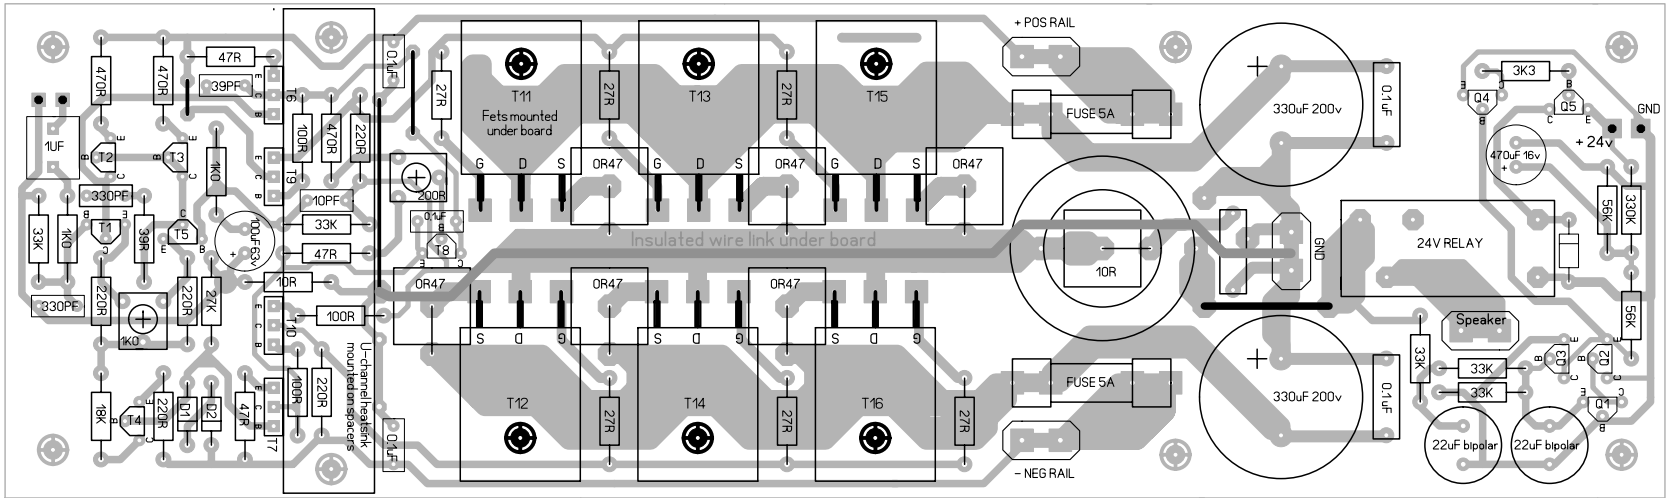 + POS RAIL
47R
0.1uF
470R
470R
39PF
E
C
B
T6
27R
T11
Fets mounted
under board
27R
T13
27R
T15
FUSE 5A
330uF 200v
0.1uF
3K3
E
C
B
Q4
B
Q5
C
E
GND
+ 24v
470uF 16v
+
1UF
E
B
T2
C
E
B
T3
C
1K0
100R
470R
220R
E
C
B
T9
200R
G
D
S
0R47
G
D
S
0R47
G
D
S
0R47
330PF
10PF
33K
1K0
B
E
T1
C
39R
C
T5
E
B
100uF63v
+
33K
47R
0.1uF
B
T8
E
C
Insulated wire link under board
10R
GND
24V RELAY
56K
330K
10R
0R47
0R47
0R47
330PF
220R
1K0
220R
27K
E
C
B
T10
100R
S
D
G
S
D
G
S
D
G
Speaker
56K
U-channel heatsink
mounted on spacers
100R
220R
33K
33K
33K
B
Q3
E
C
B
Q2
E
C
18K
E
B
T4
C
220R
D1
D2
47R
E
C
B
T7
0.1uF
T12
27R
T14
27R
T16
27R
FUSE 5A
330uF 200v
0.1uF
C
E
Q1
B
22uF bipolar
22uF bipolar
- NEG RAIL